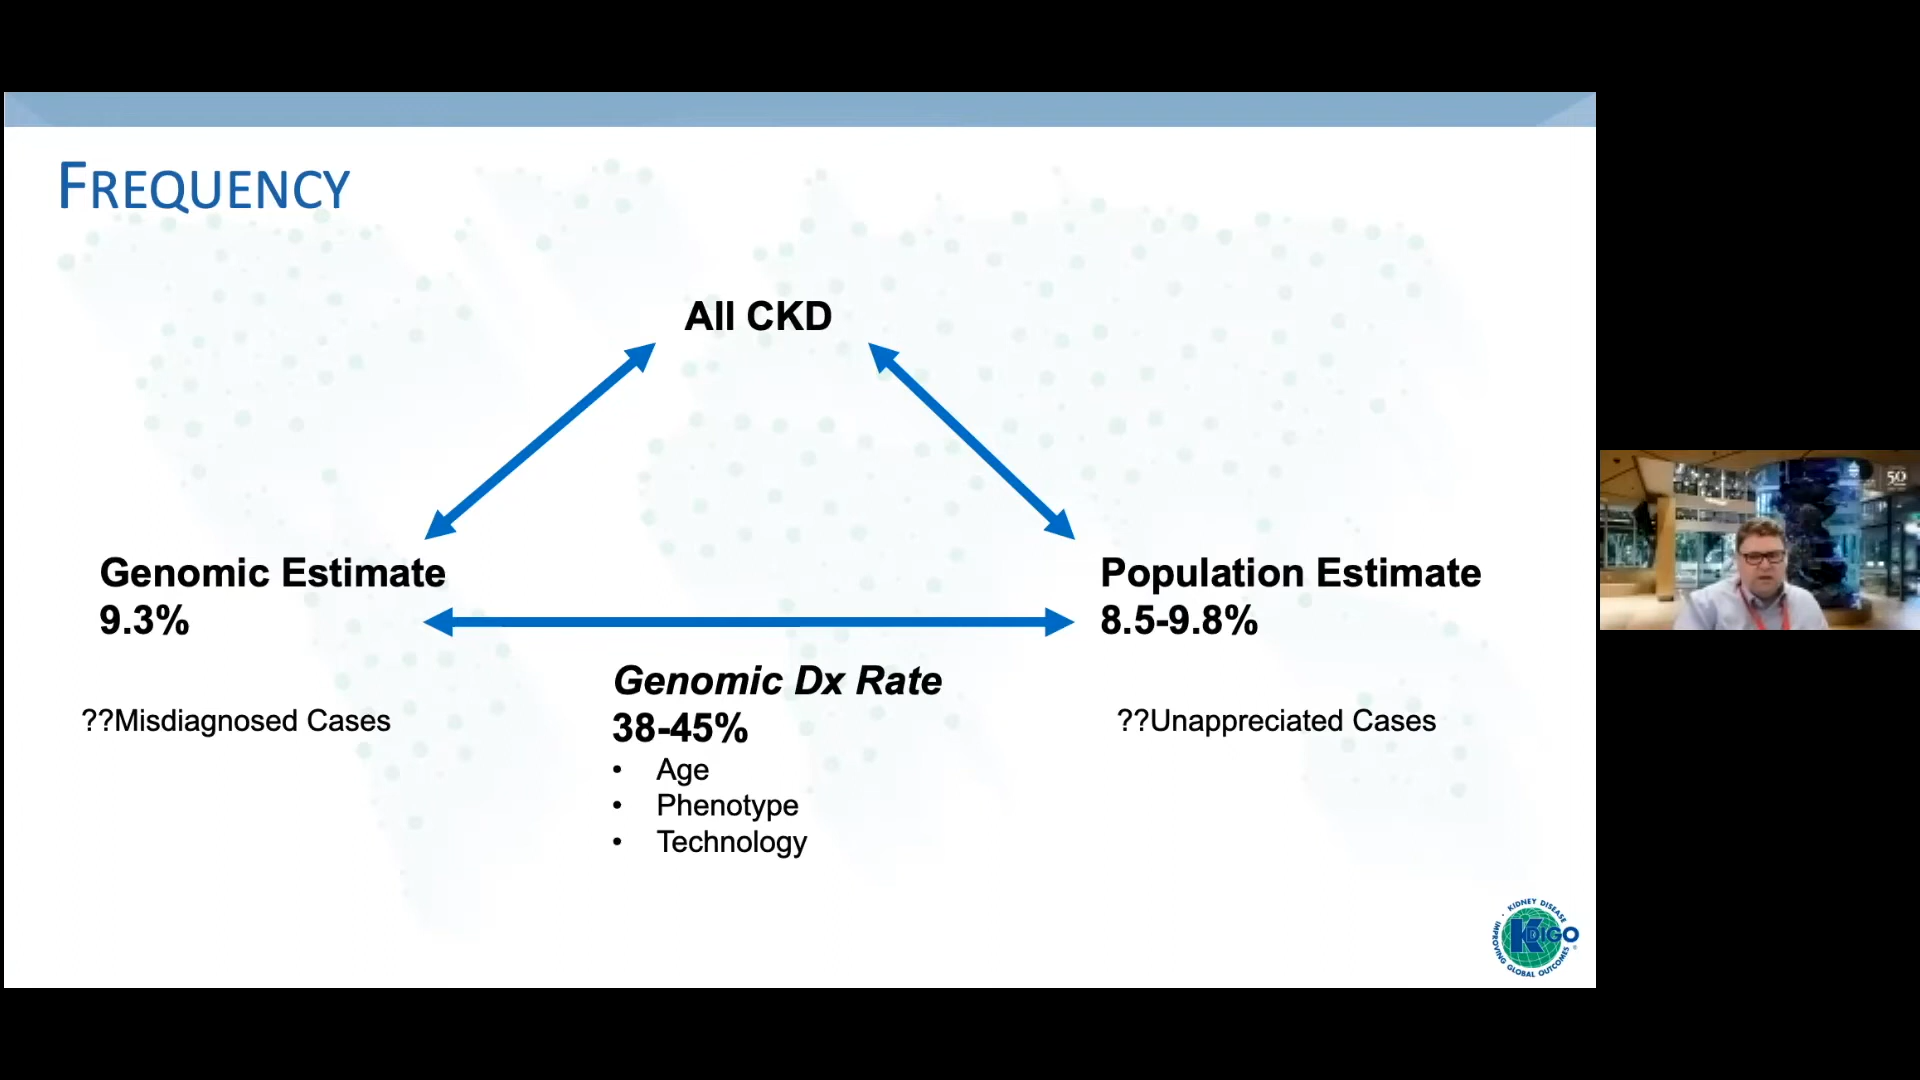 FREQUENCY
All CKD
Genomic Estimate
9.3%
Population Estimate
8.5-9.8%
Genomic Dx Rate
38-45%
• Age
• Phenotype
• Technology
??Misdiagnosed Cases
??Unappreciated Cases
KIDNEY DISEASE
KDIGO
IMPROVING GLOBAL OUTCOMES
50